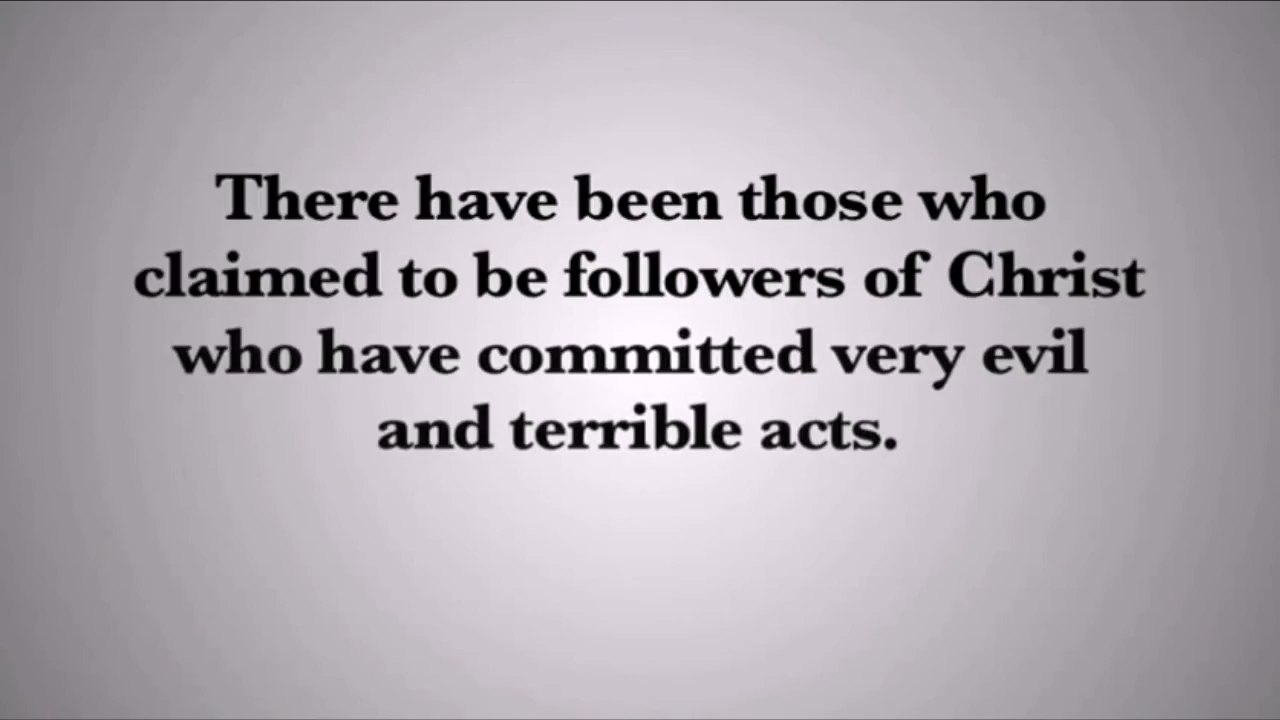 There have been those who
claimed to be followers of Christ
who have committed very evil
and terrible acts.